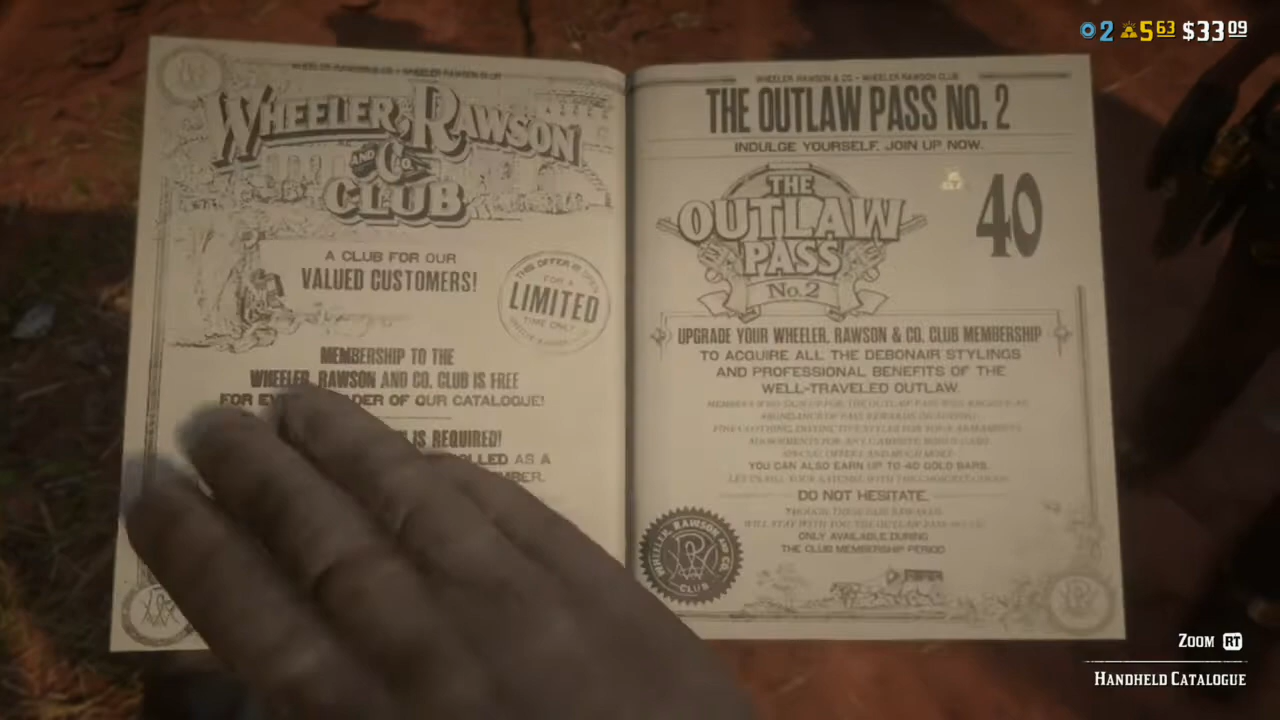 2 5 63 $33 09
WHEELER RAWSON & CO. • WHEELER RAWSON CLUB
WHEELER, RAWSON
AND CO.
CLUB
A CLUB FOR OUR
VALUED CUSTOMERS!
THIS OFFER IS OPEN
FOR A
LIMITED
TIME ONLY
MEMBERSHIP TO THE
WHEELER, RAWSON AND CO. CLUB IS FREE
FOR OF OUR CATALOGUE!
IS REQUIRED!
AS A
WHEELER RAWSON & CO. • WHEELER RAWSON CLUB
THE OUTLAW PASS NO. 2
INDULGE YOURSELF. JOIN UP NOW.
THE
OUTLAW
PASS
No. 2
40
UPGRADE YOUR WHEELER, RAWSON & CO. CLUB MEMBERSHIP
TO ACQUIRE ALL THE DEBONAIR STYLINGS
AND PROFESSIONAL BENEFITS OF THE
WELL-TRAVELED OUTLAW.
YOU CAN ALSO EARN UP TO 40 GOLD BARS.
DO NOT HESITATE.
ONLY AVAILABLE DURING
THE CLUB MEMBERSHIP PERIOD
WHEELER, RAWSON AND CO.
CLUB
ZOOM RT
HANDHELD CATALOGUE